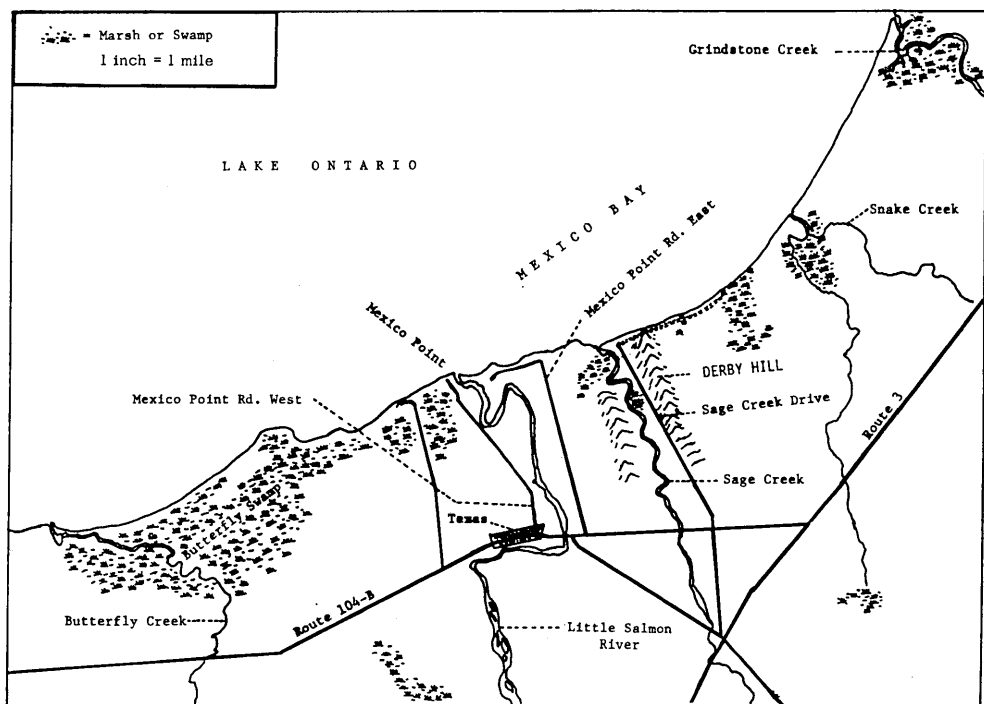 = Marsh or Swamp
1 inch = 1 mile
Grindstone Creek
LAKE ONTARIO
MEXICO BAY
Snake Creek
Mexico Point Rd. East
Mexico Point
DERBY HILL
Mexico Point Rd. West
Sage Creek Drive
Route 3
Sage Creek
Butterfly Swamp
Texas
Route 104-B
Butterfly Creek
Little Salmon
River